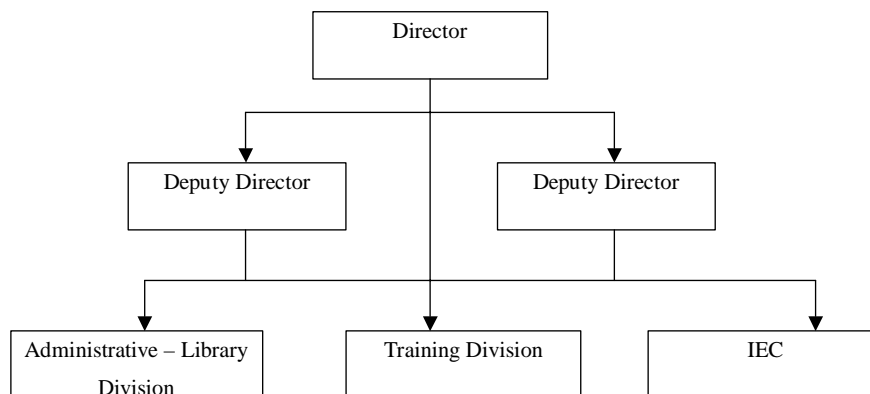 Director
Deputy Director
Deputy Director
Administrative – Library
Division
Training Division
IEC